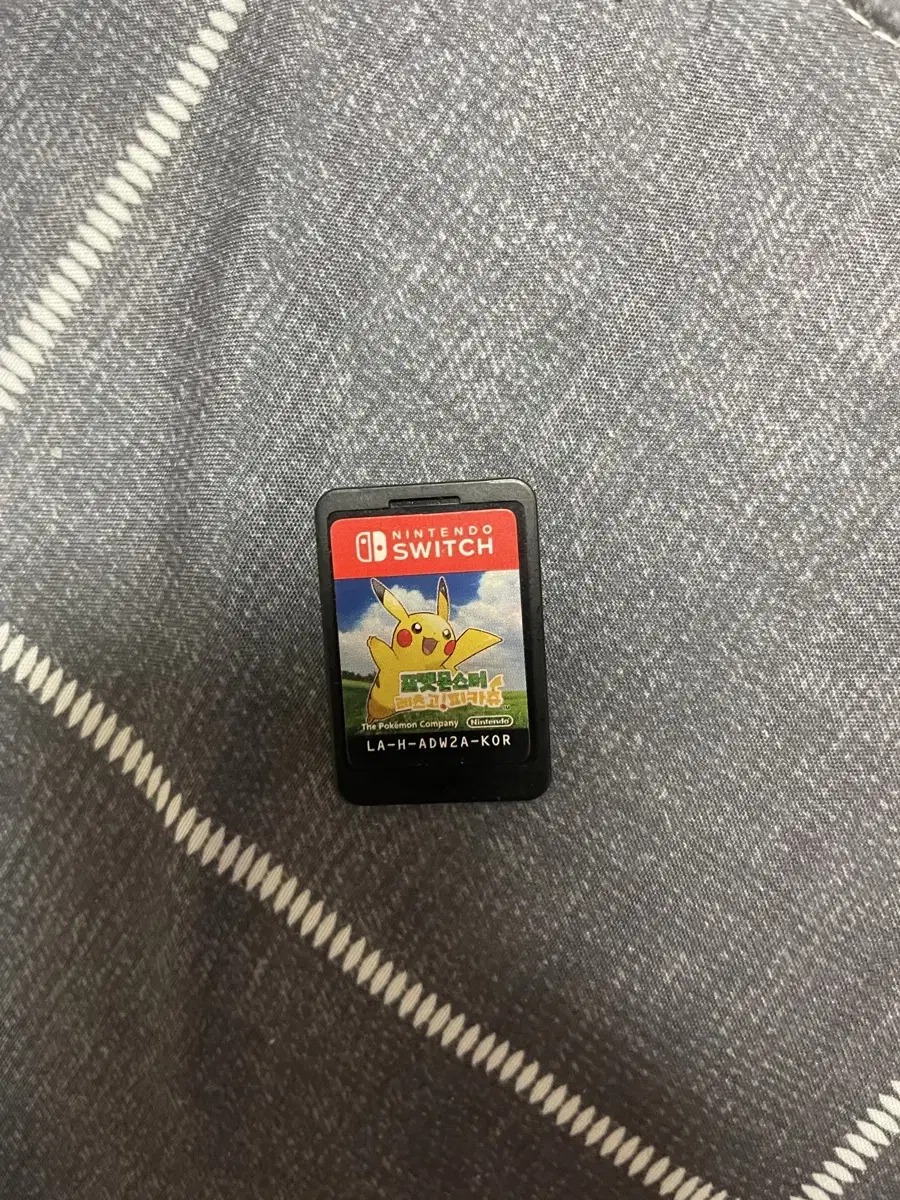 NINTENDO
SWITCH
포켓몬스터
레츠고!피카츄
TM
The Pokémon Company
Nintendo
LA-H-ADW2A-KOR